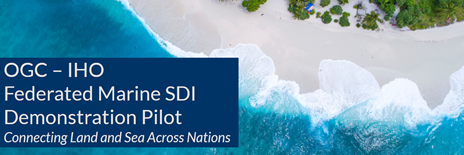 OGC – IHO
Federated Marine SDI
Demonstration Pilot
Connecting Land and Sea Across Nations